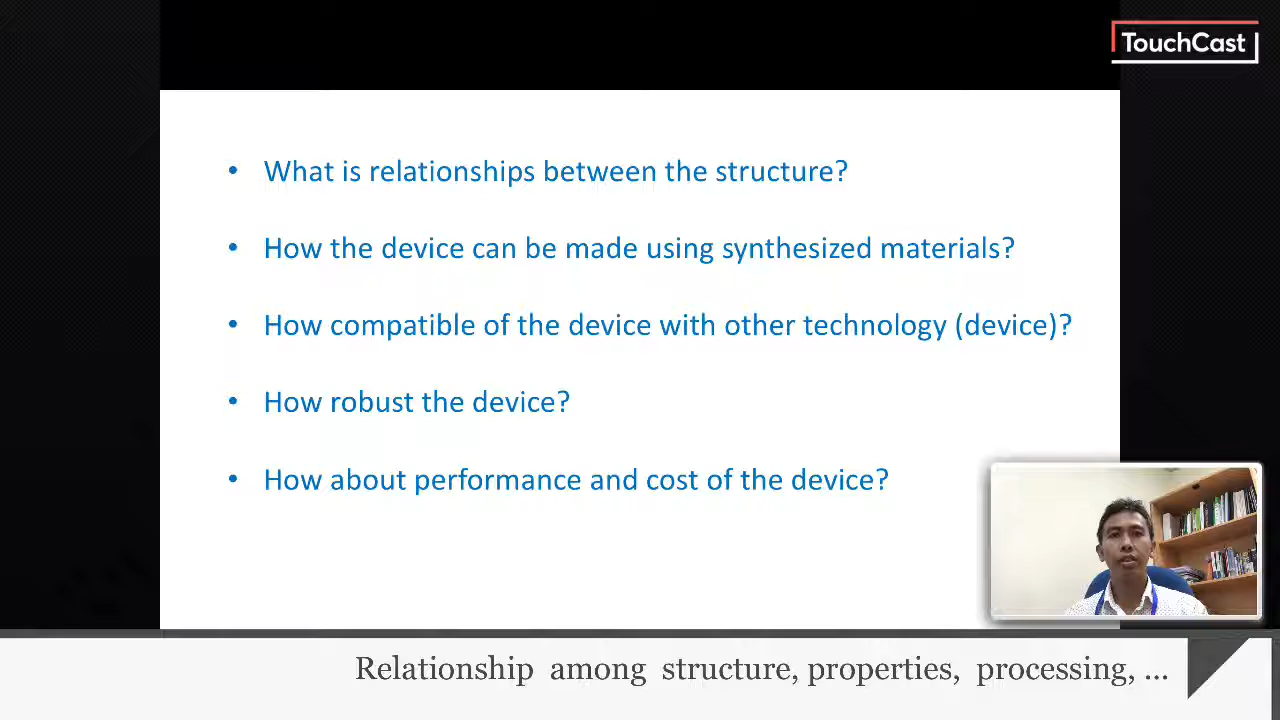 TouchCast
• What is relationships between the structure?
• How the device can be made using synthesized materials?
• How compatible of the device with other technology (device)?
• How robust the device?
• How about performance and cost of the device?
Relationship among structure, properties, processing, ...